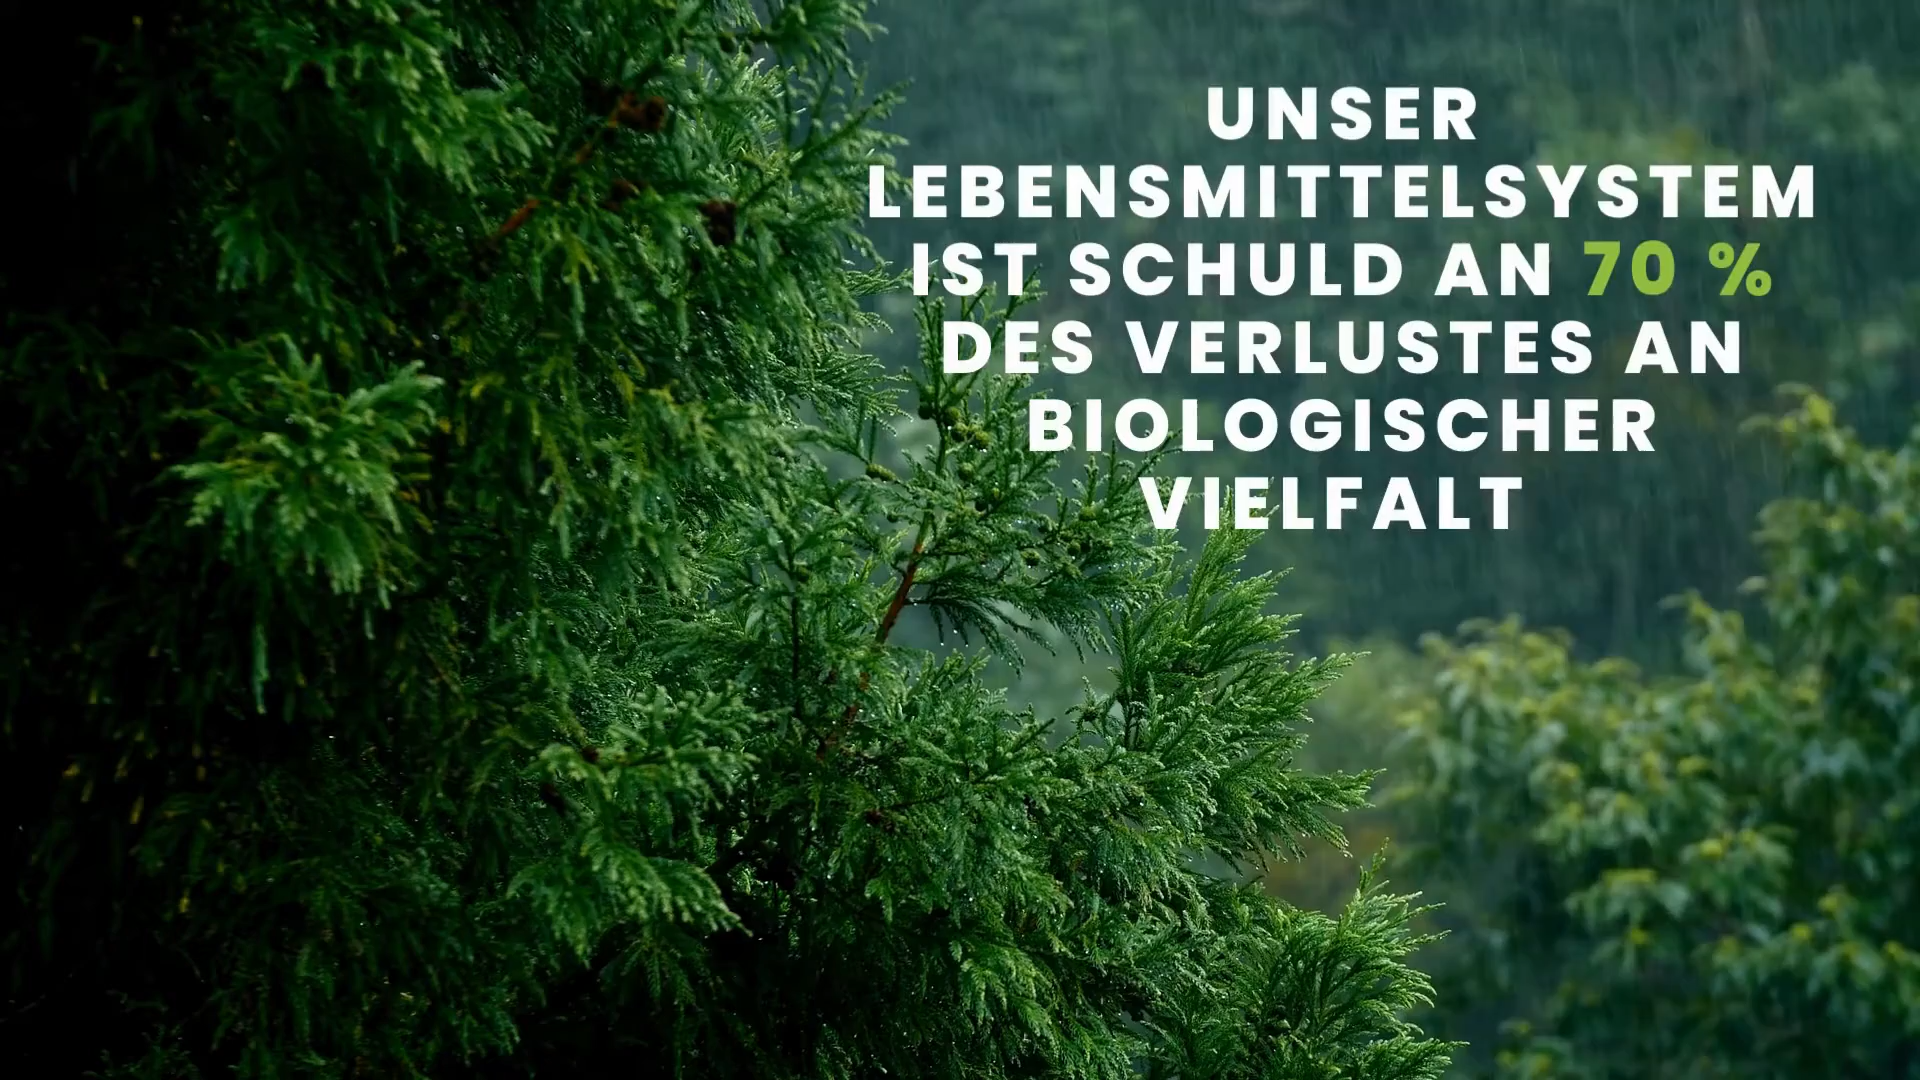 UNSER
LEBENSMITTELSYSTEM
IST SCHULD AN 70 %
DES VERLUSTES AN
BIOLOGISCHER
VIELFALT